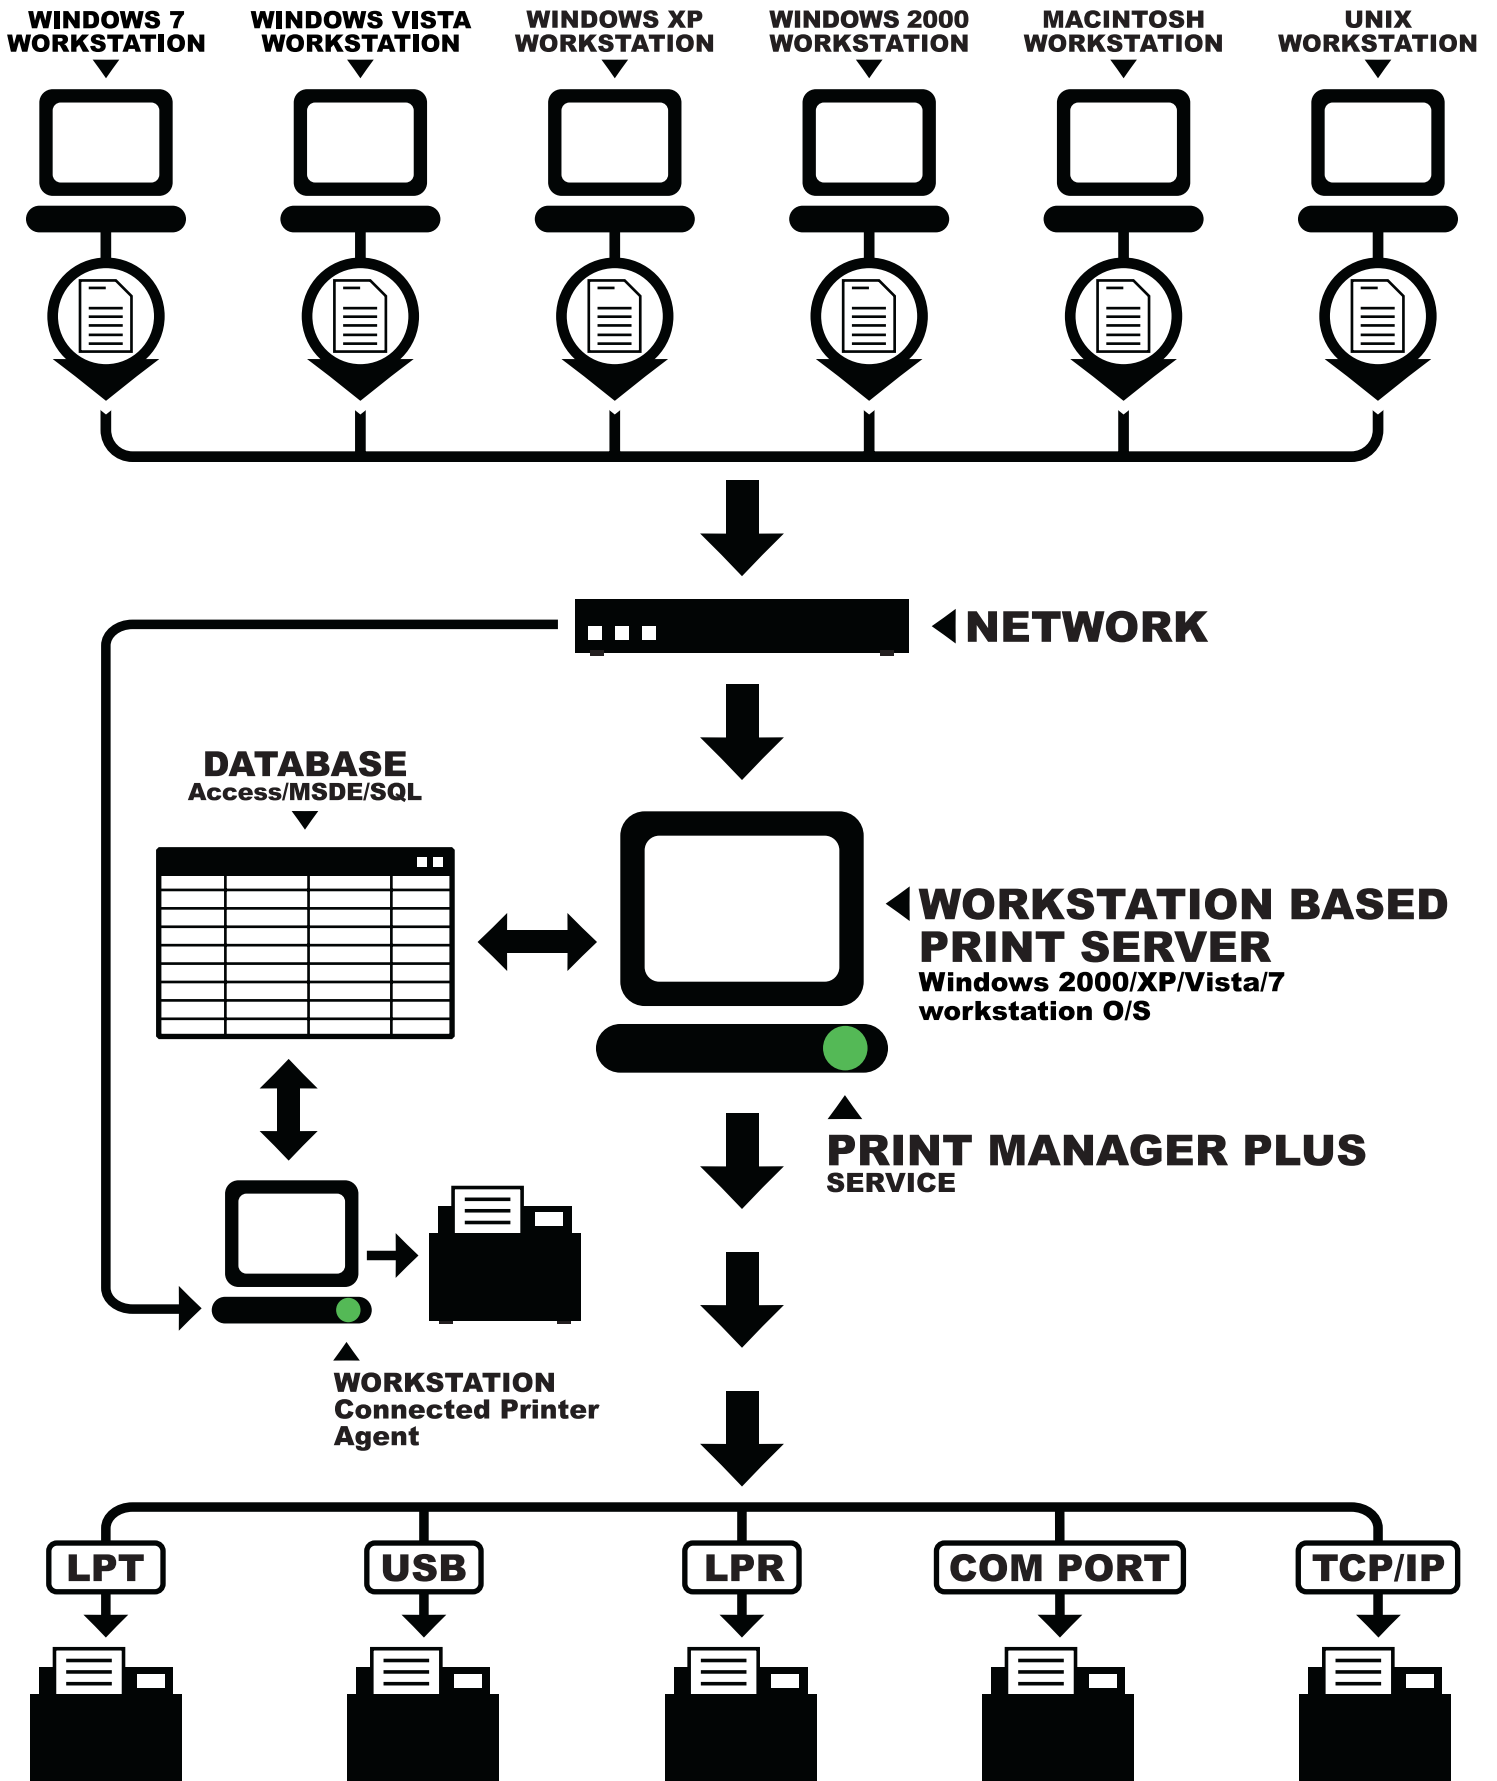 WINDOWS 7
WORKSTATION
WINDOWS VISTA
WORKSTATION
WINDOWS XP
WORKSTATION
WINDOWS 2000
WORKSTATION
MACINTOSH
WORKSTATION
UNIX
WORKSTATION
NETWORK
DATABASE
Access/MSDE/SQL
WORKSTATION BASED
PRINT SERVER
Windows 2000/XP/Vista/7
workstation O/S
PRINT MANAGER PLUS
SERVICE
WORKSTATION
Connected Printer
Agent
LPT
USB
LPR
COM PORT
TCP/IP